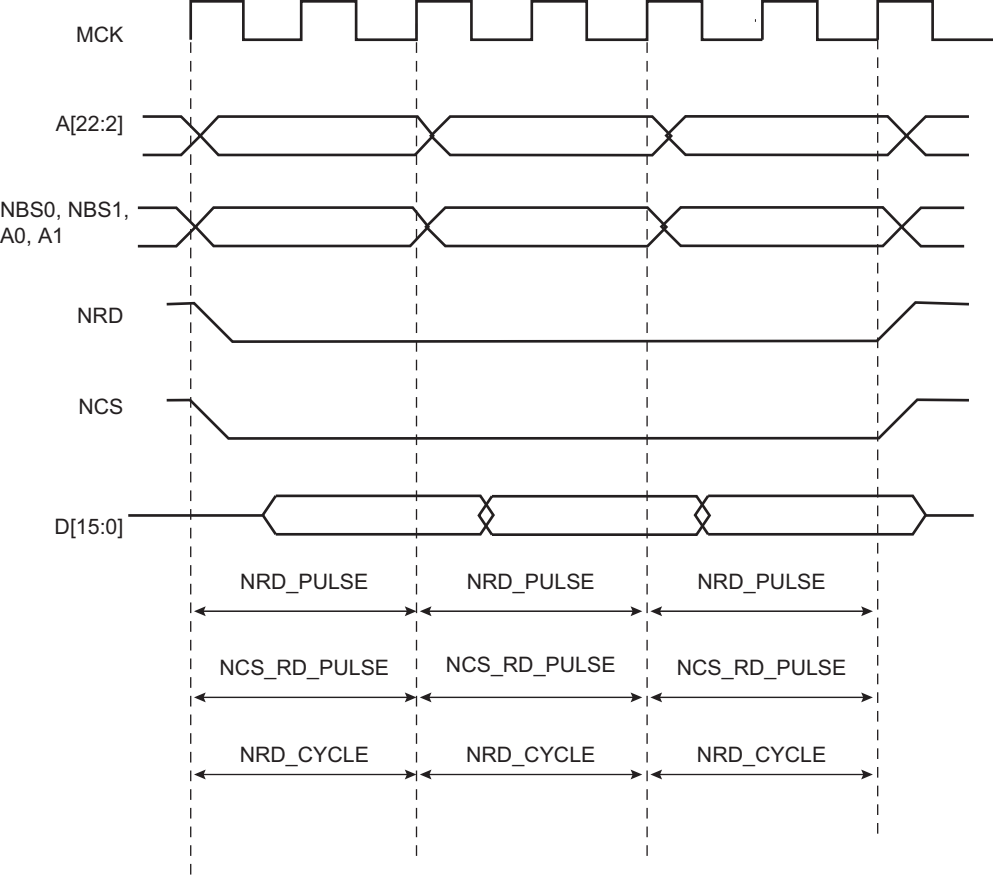 MCK
A[22:2]
NBS0, NBS1,
A0, A1
NRD
NCS
D[15:0]
NRD_PULSE NRD_PULSE NRD_PULSE
NCS_RD_PULSE NCS_RD_PULSE NCS_RD_PULSE
NRD_CYCLE NRD_CYCLE NRD_CYCLE